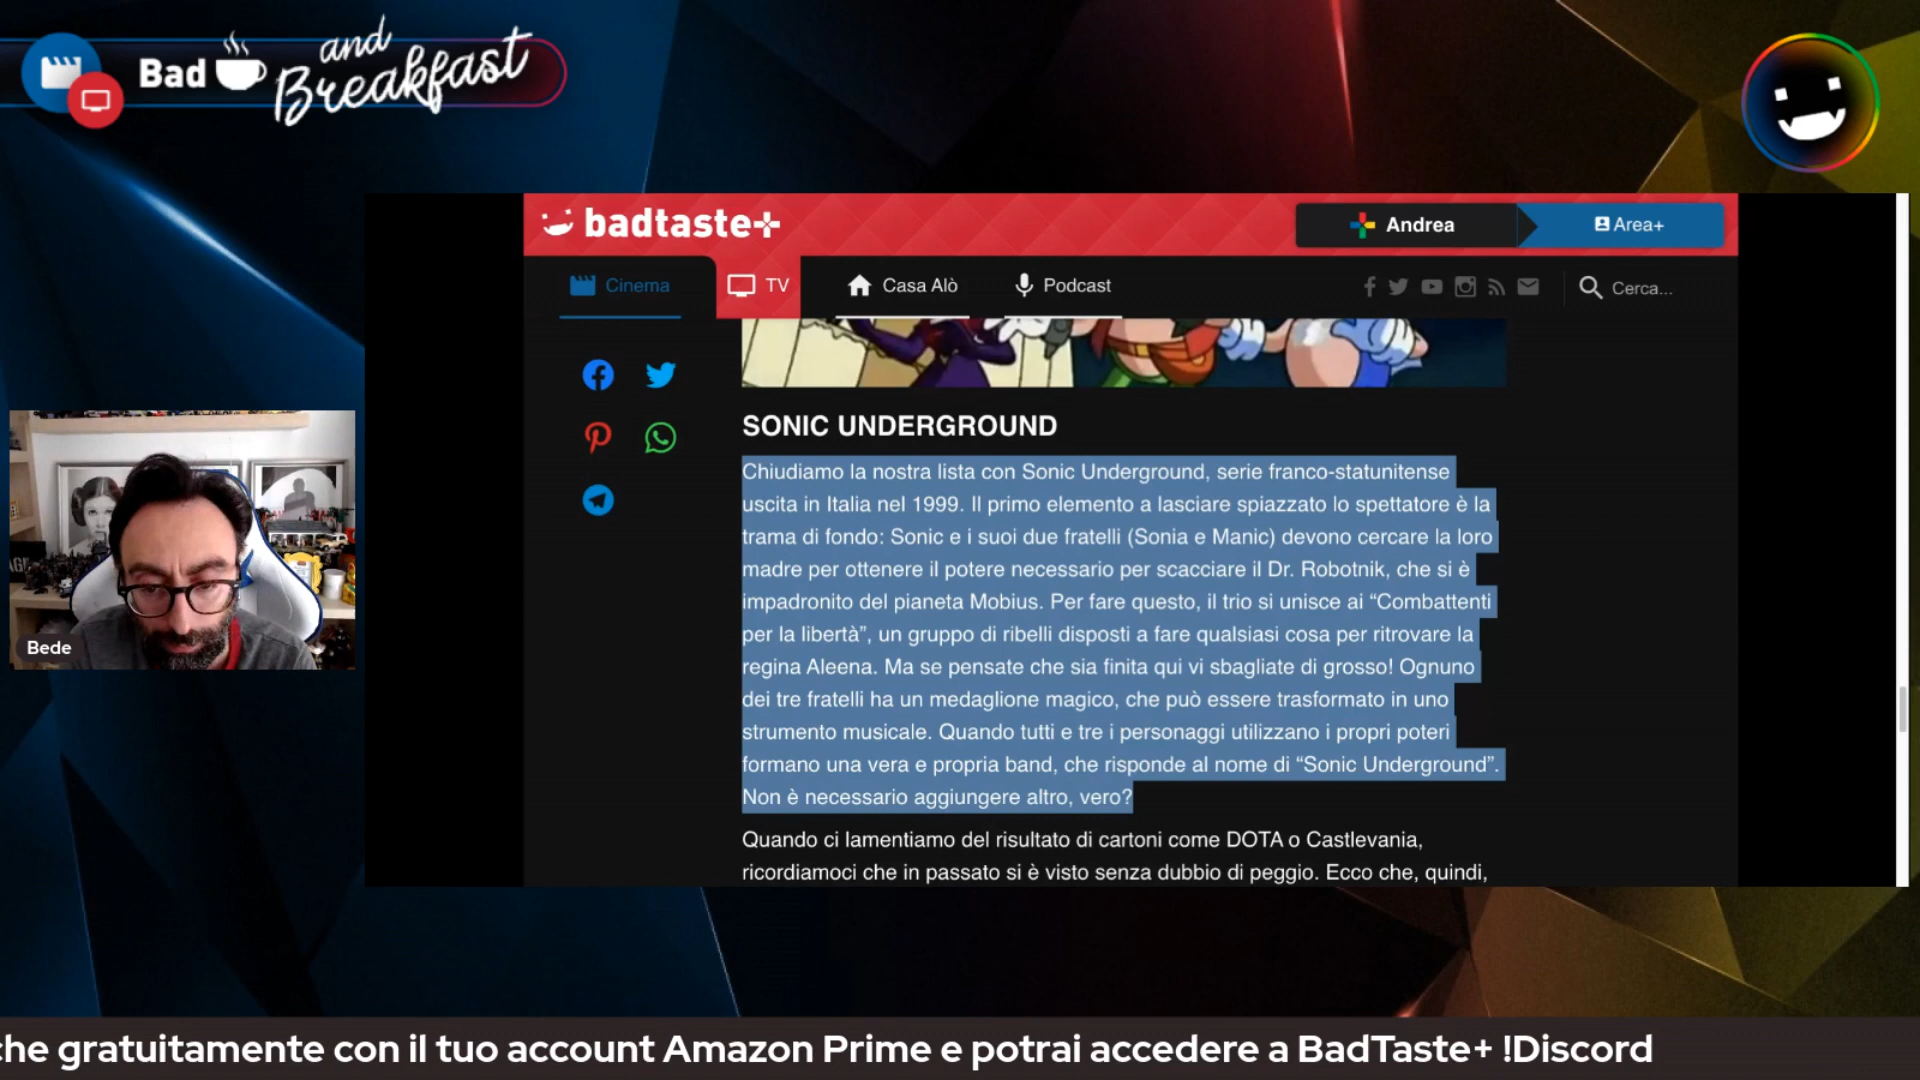 Bad and Breakfast
badtaste+
Andrea
Area+
Cinema
TV
Casa Alò
Podcast
Cerca...
SONIC UNDERGROUND
Chiudiamo la nostra lista con Sonic Underground, serie franco-statunitense
uscita in Italia nel 1999. Il primo elemento a lasciare spiazzato lo spettatore è la
trama di fondo: Sonic e i suoi due fratelli (Sonia e Manic) devono cercare la loro
madre per ottenere il potere necessario per scacciare il Dr. Robotnik, che si è
impadronito del pianeta Mobius. Per fare questo, il trio si unisce ai “Combattenti
per la libertà”, un gruppo di ribelli disposti a fare qualsiasi cosa per ritrovare la
regina Aleena. Ma se pensate che sia finita qui vi sbagliate di grosso! Ognuno
dei tre fratelli ha un medaglione magico, che può essere trasformato in uno
strumento musicale. Quando tutti e tre i personaggi utilizzano i propri poteri
formano una vera e propria band, che risponde al nome di “Sonic Underground”.
Non è necessario aggiungere altro, vero?
Quando ci lamentiamo del risultato di cartoni come DOTA o Castlevania,
ricordiamoci che in passato si è visto senza dubbio di peggio. Ecco che, quindi,
Bede
che gratuitamente con il tuo account Amazon Prime e potrai accedere a BadTaste+ !Discord